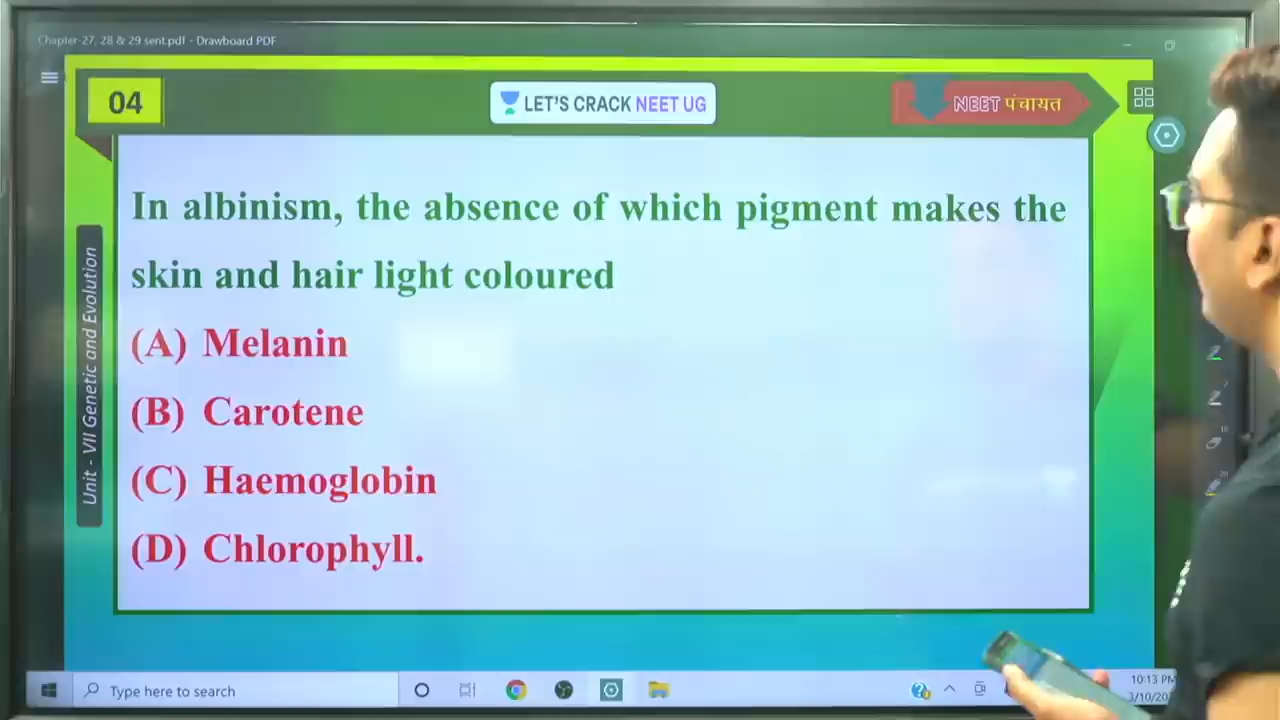 Chapter-27, 28 & 29 sent.pdf - Drawboard PDF
04
LET'S CRACK NEET UG
NEET पंचायत
Unit - VII Genetic and Evolution
In albinism, the absence of which pigment makes the
skin and hair light coloured
(A) Melanin
(B) Carotene
(C) Haemoglobin
(D) Chlorophyll.
Type here to search
10:13 PM